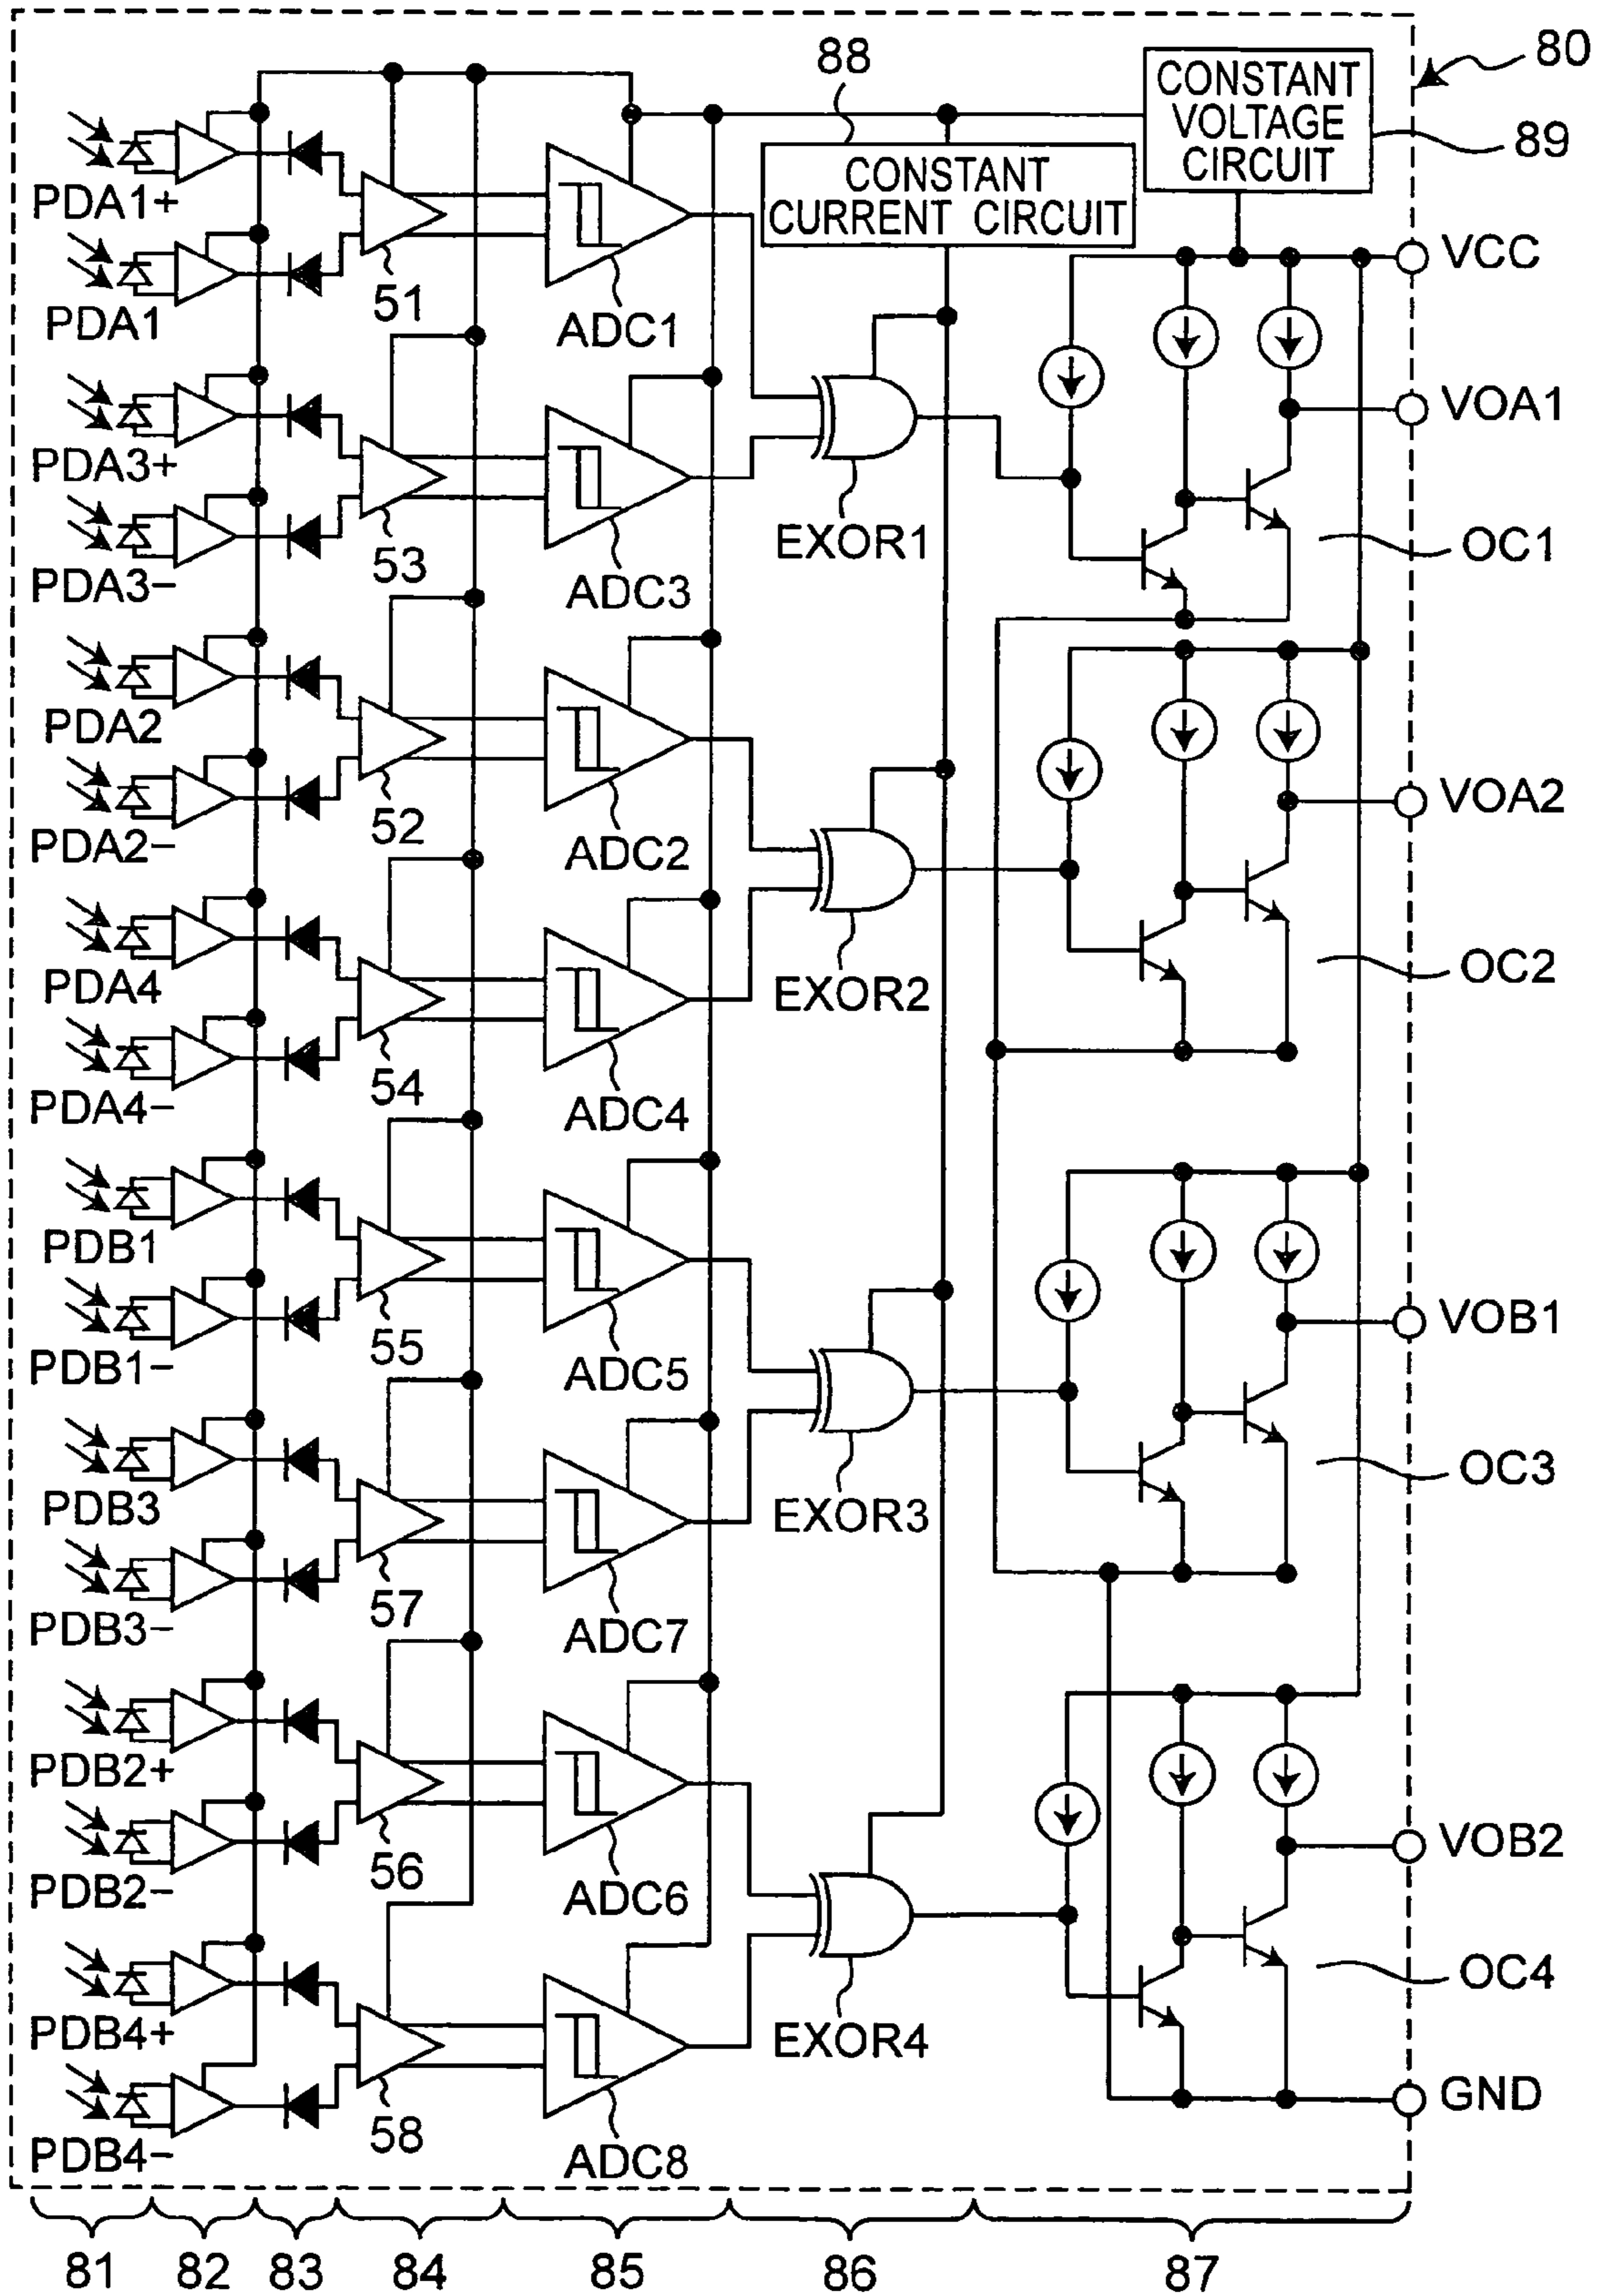 80
88
CONSTANT
VOLTAGE
CIRCUIT
89
CONSTANT
CURRENT CIRCUIT
PDA1+
PDA1
51
ADC1
VCC
VOA1
PDA3+
PDA3-
53
ADC3
EXOR1
OC1
PDA2
PDA2-
52
ADC2
VOA2
PDA4
PDA4-
54
ADC4
EXOR2
OC2
PDB1
PDB1-
55
ADC5
VOB1
PDB3
PDB3-
57
ADC7
EXOR3
OC3
PDB2+
PDB2-
56
ADC6
VOB2
PDB4+
PDB4-
58
ADC8
EXOR4
OC4
GND
81 82 83 84 85 86 87